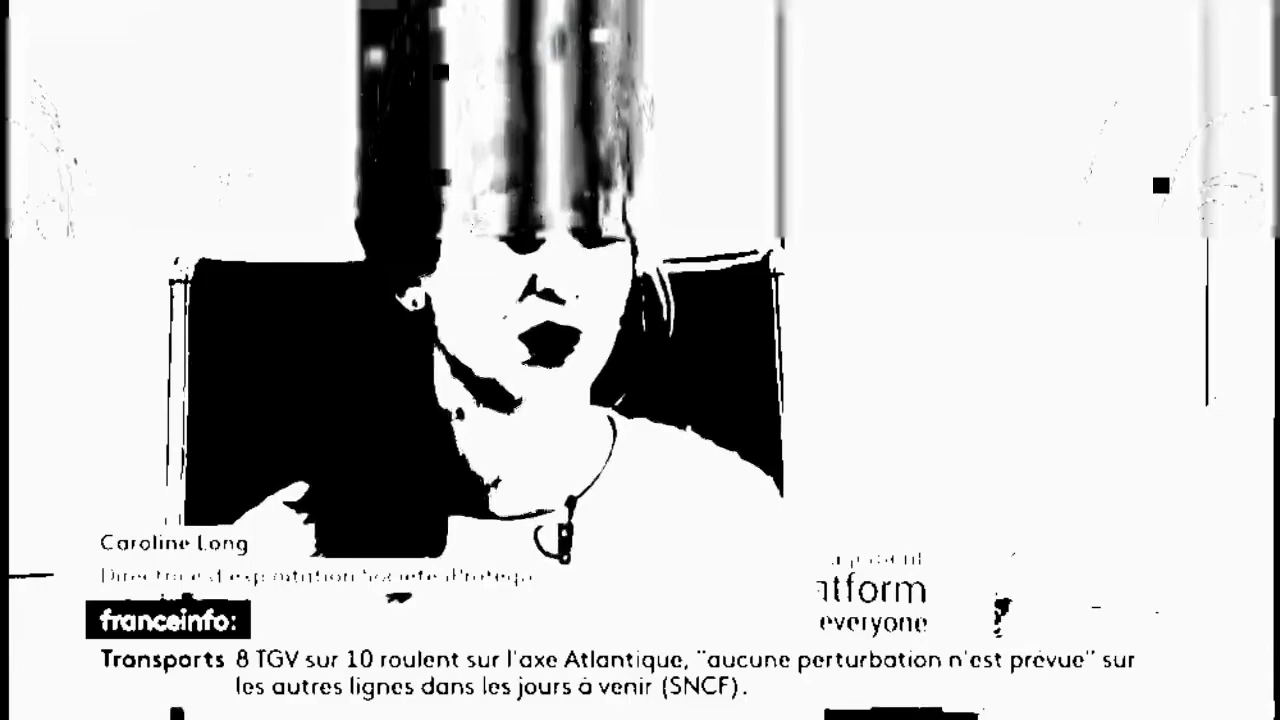 Caroline Long
franceinfo:
atform
everyone
Transports 8 TGV sur 10 roulent sur l'axe Atlantique, "aucune perturbation n'est prévue" sur
les autres lignes dans les jours à venir (SNCF).